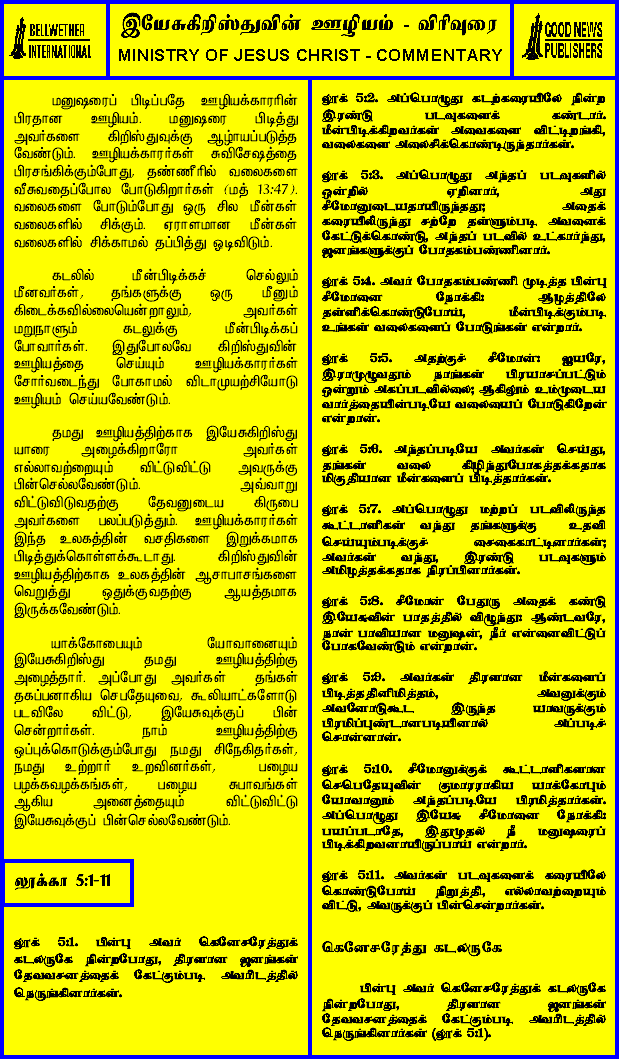 BELLWETHER
INTERNATIONAL
இயேசுகிறிஸ்துவின் ஊழியம் - விரிவுரை
MINISTRY OF JESUS CHRIST - COMMENTARY
GOOD NEWS
PUBLISHERS
மனுஷரைப் பிடிப்பதே ஊழியக்காரரின்
பிரதான ஊழியம். மனுஷரை பிடித்து
அவர்களை கிறிஸ்துவுக்கு ஆதாயப்படுத்த
வேண்டும். ஊழியக்காரர்கள் சுவிசேஷத்தை
பிரசங்கிக்கும்போது, தண்ணீரில் வலைகளை
வீசுவதைப்போல போடுகிறார்கள் (மத் 13:47).
வலைகளை போடும்போது ஒரு சில மீன்கள்
வலைகளில் சிக்கும். ஏராளமான மீன்கள்
வலைகளில் சிக்காமல் தப்பித்து ஓடிவிடும்.
கடலில் மீன்பிடிக்கச் செல்லும்
மீனவர்கள், தங்களுக்கு ஒரு மீனும்
கிடைக்கவில்லையென்றாலும், அவர்கள்
மறுநாளும் கடலுக்கு மீன்பிடிக்கப்
போவார்கள். இதுபோலவே கிறிஸ்துவின்
ஊழியத்தை செய்யும் ஊழியக்காரர்கள்
சோர்வடைந்து போகாமல் விடாமுயற்சியோடு
ஊழியம் செய்யவேண்டும்.
தமது ஊழியத்திற்காக இயேசுகிறிஸ்து
யாரை அழைக்கிறாரோ அவர்கள்
எல்லாவற்றையும் விட்டுவிட்டு அவருக்கு
பின்செல்லவேண்டும். அவ்வாறு
விட்டுவிடுவதற்கு தேவனுடைய கிருபை
அவர்களை பலப்படுத்தும். ஊழியக்காரர்கள்
இந்த உலகத்தின் வசதிகளை இறுக்கமாக
பிடித்துக்கொள்ளக்கூடாது. கிறிஸ்துவின்
ஊழியத்திற்காக உலகத்தின் ஆசாபாசங்களை
வெறுத்து ஒதுக்குவதற்கு ஆயத்தமாக
இருக்கவேண்டும்.
யாக்கோபையும் யோவானையும்
இயேசுகிறிஸ்து தமது ஊழியத்திற்கு
அழைத்தார். அப்போது அவர்கள் தங்கள்
தகப்பனாகிய செபதேயுவை, கூலியாட்களோடு
படவிலே விட்டு, இயேசுவுக்குப் பின்
சென்றார்கள். நாம் ஊழியத்திற்கு
ஒப்புக்கொடுக்கும்போது நமது சிநேகிதர்கள்,
நமது உற்றார் உறவினர்கள், பழைய
பழக்கவழக்கங்கள், பழைய சுபாவங்கள்
ஆகிய அனைத்தையும் விட்டுவிட்டு
இயேசுவுக்குப் பின்செல்லவேண்டும்.
லூக்கா 5:1-11
லூக் 5:1. பின்பு அவர் கெனேசரேத்துக்
கடலருகே நின்றபோது, திரளான ஜனங்கள்
தேவவசனத்தைக் கேட்கும்படி அவரிடத்தில்
நெருங்கினார்கள்.
லூக் 5:2. அப்பொழுது கடற்கரையிலே நின்ற
இரண்டு படவுகளைக் கண்டார்.
மீன்பிடிக்கிறவர்கள் அவைகளை விட்டிறங்கி,
வலைகளை அலைசிக்கொண்டிருந்தார்கள்.
லூக் 5:3. அப்பொழுது அந்தப் படவுகளில்
ஒன்றில் ஏறினார், அது
சீமோனுடையதாயிருந்தது; அதைக்
கரையிலிருந்து சற்றே தள்ளும்படி அவனைக்
கேட்டுக்கொண்டு, அந்தப் படவில் உட்கார்ந்து,
ஜனங்களுக்குப் போதகம்பண்ணினார்.
லூக் 5:4. அவர் போதகம்பண்ணி முடித்த பின்பு
சீமோனை நோக்கி: ஆழத்திலே
தள்ளிக்கொண்டுபோய், மீன்பிடிக்கும்படி
உங்கள் வலைகளைப் போடுங்கள் என்றார்.
லூக் 5:5. அதற்குச் சீமோன்: ஐயரே,
இராமுழுவதும் நாங்கள் பிரயாசப்பட்டும்
ஒன்றும் அகப்படவில்லை; ஆகிலும் உம்முடைய
வார்த்தையின்படியே வலையைப் போடுகிறேன்
என்றான்.
லூக் 5:6. அந்தப்படியே அவர்கள் செய்து,
தங்கள் வலை கிழிந்துபோகத்தக்கதாக
மிகுதியான மீன்களைப் பிடித்தார்கள்.
லூக் 5:7. அப்பொழுது மற்றப் படவிலிருந்த
கூட்டாளிகள் வந்து தங்களுக்கு உதவி
செய்யும்படிக்குச் சைகைகாட்டினார்கள்;
அவர்கள் வந்து, இரண்டு படவுகளும்
அமிழத்தக்கதாக நிரப்பினார்கள்.
லூக் 5:8. சீமோன் பேதுரு அதைக் கண்டு
இயேசுவின் பாதத்தில் விழுந்து: ஆண்டவரே,
நான் பாவியான மனுஷன், நீர் என்னைவிட்டுப்
போகவேண்டும் என்றான்.
லூக் 5:9. அவர்கள் திரளான மீன்களைப்
பிடித்ததினிமித்தம், அவனுக்கும்
அவனோடுகூட இருந்த யாவருக்கும்
பிரமிப்புண்டானபடியினால் அப்படிச்
சொன்னான்.
லூக் 5:10. சீமோனுக்குக் கூட்டாளிகளான
செபெதேயுவின் குமாரராகிய யாக்கோபும்
யோவானும் அந்தப்படியே பிரமித்தார்கள்.
அப்பொழுது இயேசு சீமோனை நோக்கி:
பயப்படாதே, இதுமுதல் நீ மனுஷரைப்
பிடிக்கிறவனாயிருப்பாய் என்றார்.
லூக் 5:11. அவர்கள் படவுகளைக் கரையிலே
கொண்டுபோய் நிறுத்தி, எல்லாவற்றையும்
விட்டு, அவருக்குப் பின்சென்றார்கள்.
கெனேசரேத்து கடலருகே
பின்பு அவர் கெனேசரேத்துக் கடலருகே
நின்றபோது, திரளான ஜனங்கள்
தேவவசனத்தைக் கேட்கும்படி அவரிடத்தில்
நெருங்கினார்கள் (லூக் 5:1).